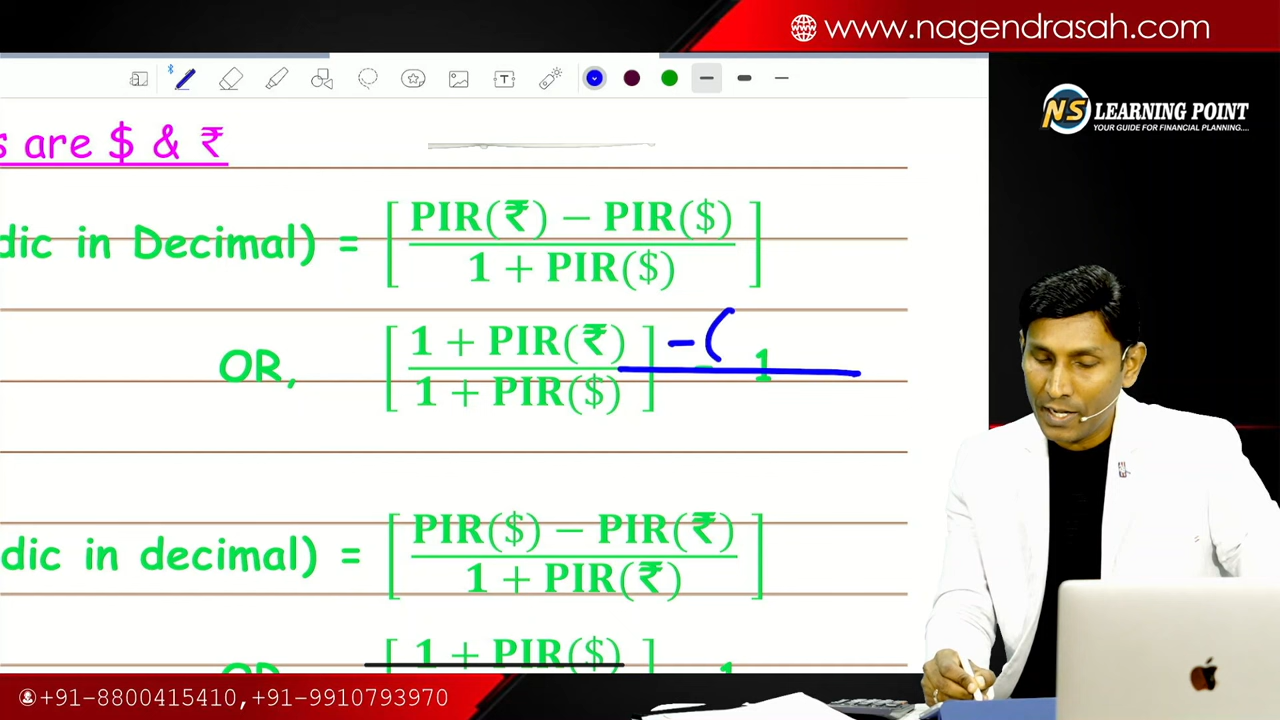 www.nagendrasah.com
NS LEARNING POINT
YOUR GUIDE FOR FINANCIAL PLANNING....
T
s are $ & ₹
dic in Decimal) = [ PIR(₹) − PIR($) / 1 + PIR($) ]
OR, [ 1 + PIR(₹) / 1 + PIR($) ] − 1
− (
dic in decimal) = [ PIR($) − PIR(₹) / 1 + PIR(₹) ]
[ 1 + PIR($) ]
+91-8800415410,+91-9910793970